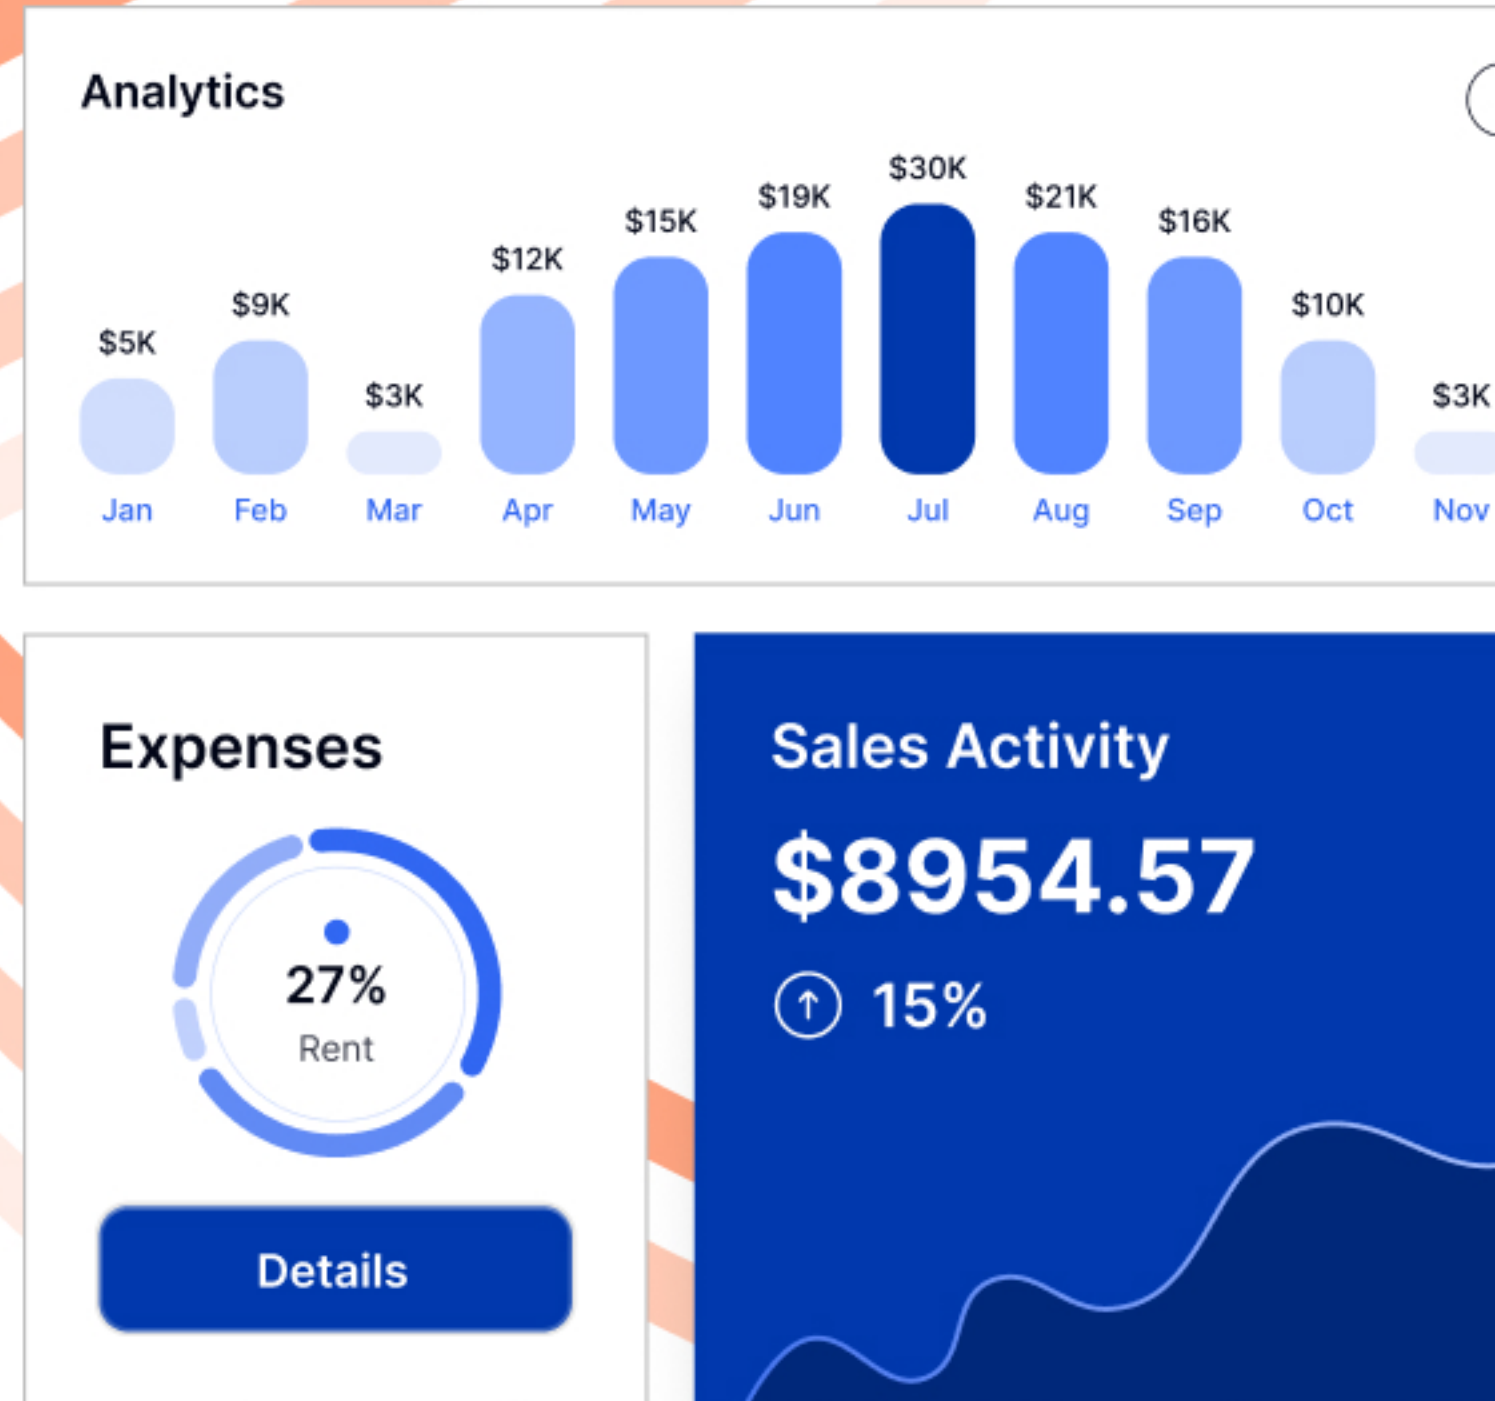 Analytics
$5K
$9K
$3K
$12K
$15K
$19K
$30K
$21K
$16K
$10K
$3K
Jan
Feb
Mar
Apr
May
Jun
Jul
Aug
Sep
Oct
Nov
Expenses
27%
Rent
Details
Sales Activity
$8954.57
15%